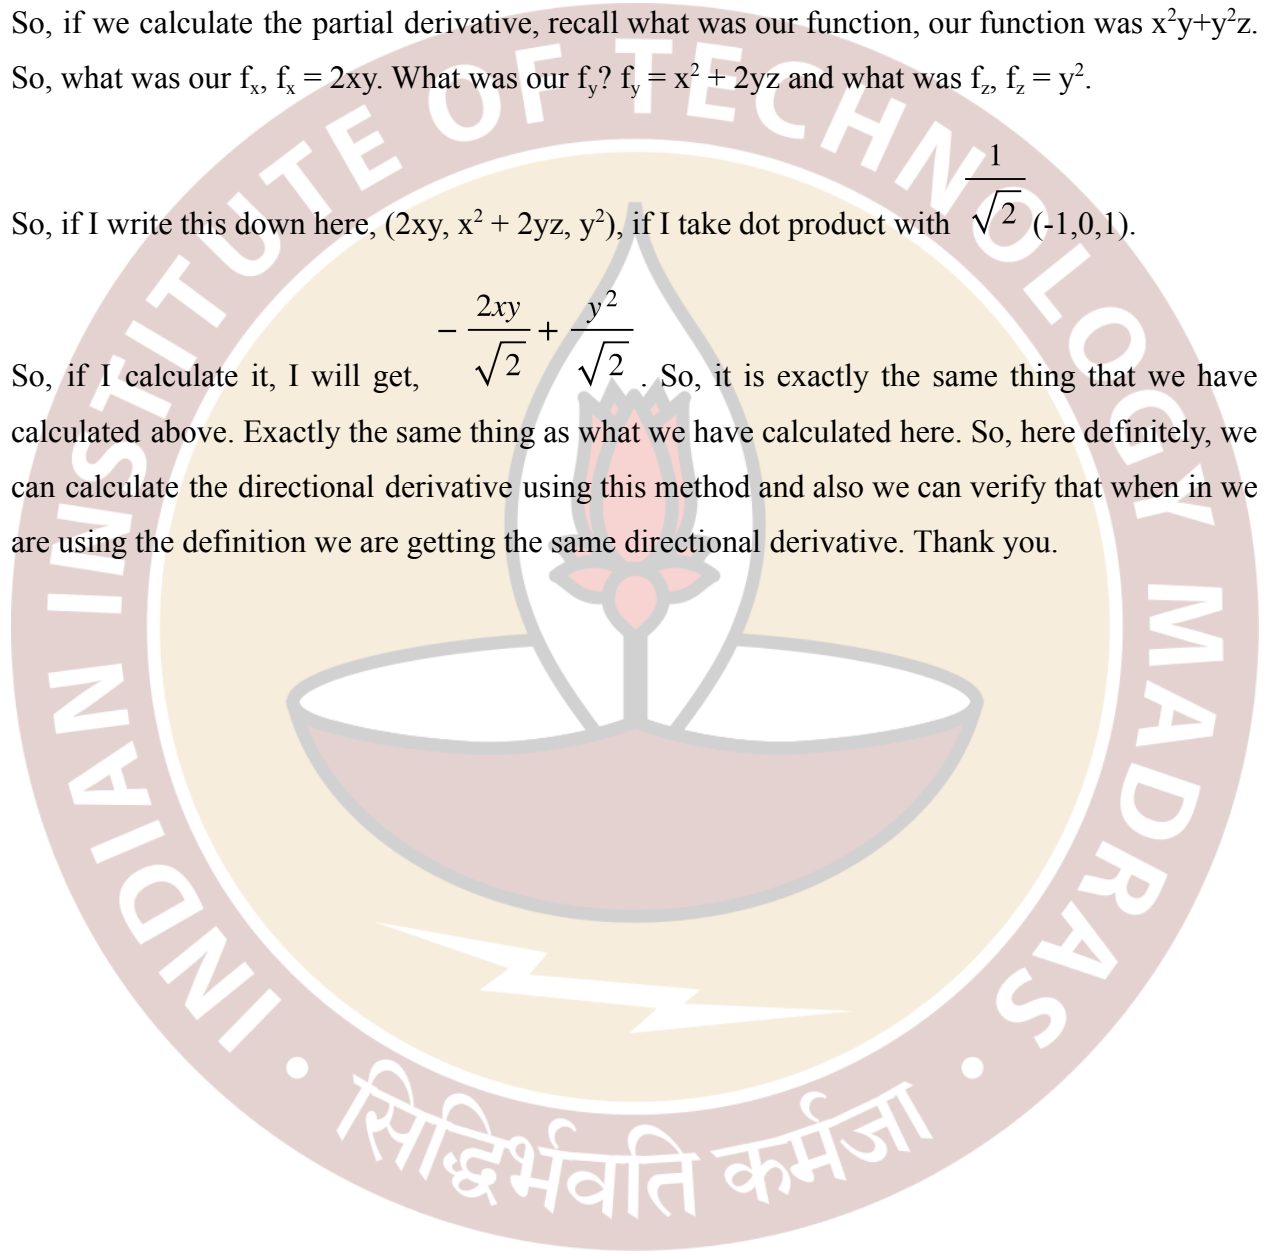 So, if we calculate the partial derivative, recall what was our function, our function was x²y+y²z.
So, what was our fₓ, fₓ = 2xy. What was our f_y? f_y = x² + 2yz and what was f_z, f_z = y².
So, if I write this down here, (2xy, x² + 2yz, y²), if I take dot product with 1/√2 (-1,0,1).
So, if I calculate it, I will get, − 2xy/√2 + y²/√2 . So, it is exactly the same thing that we have
calculated above. Exactly the same thing as what we have calculated here. So, here definitely, we
can calculate the directional derivative using this method and also we can verify that when in we
are using the definition we are getting the same directional derivative. Thank you.
INDIAN INSTITUTE OF TECHNOLOGY MADRAS
सिद्धिर्भवति कर्मजा